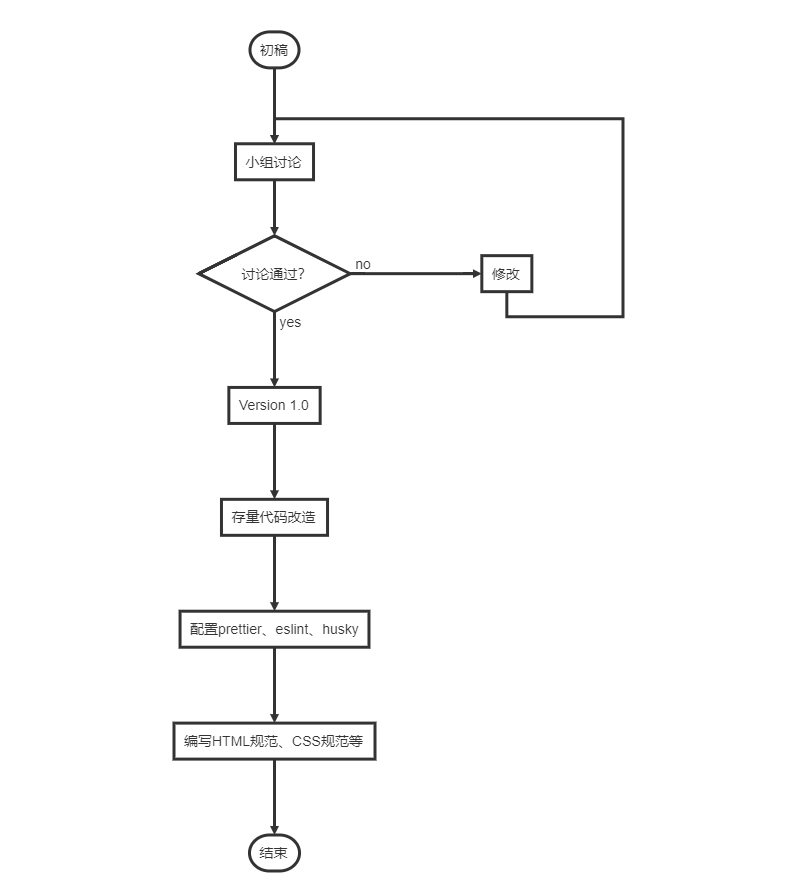 初稿
小组讨论
讨论通过?
no
修改
yes
Version 1.0
存量代码改造
配置prettier、eslint、husky
编写HTML规范、CSS规范等
结束